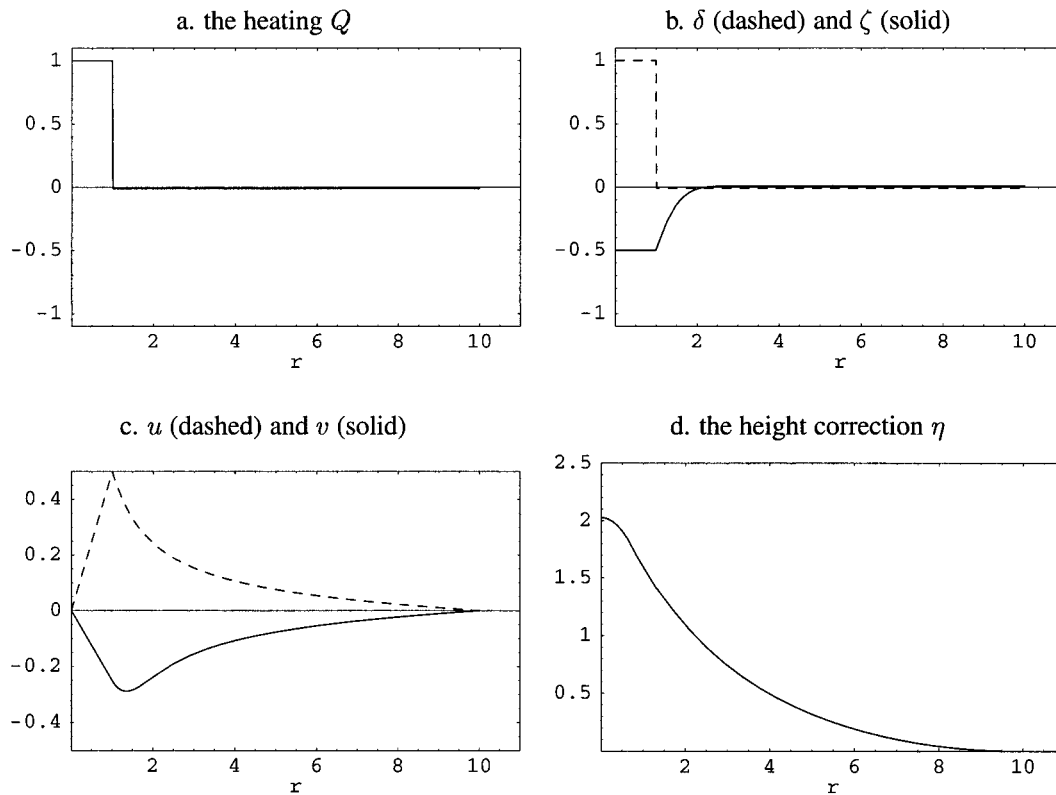 a. the heating Q
1
0.5
0
-0.5
-1
2 4 6 8 10
r
b. δ (dashed) and ζ (solid)
1
0.5
0
-0.5
-1
2 4 6 8 10
r
c. u (dashed) and v (solid)
0.4
0.2
0
-0.2
-0.4
2 4 6 8 10
r
d. the height correction η
2.5
2
1.5
1
0.5
2 4 6 8 10
r